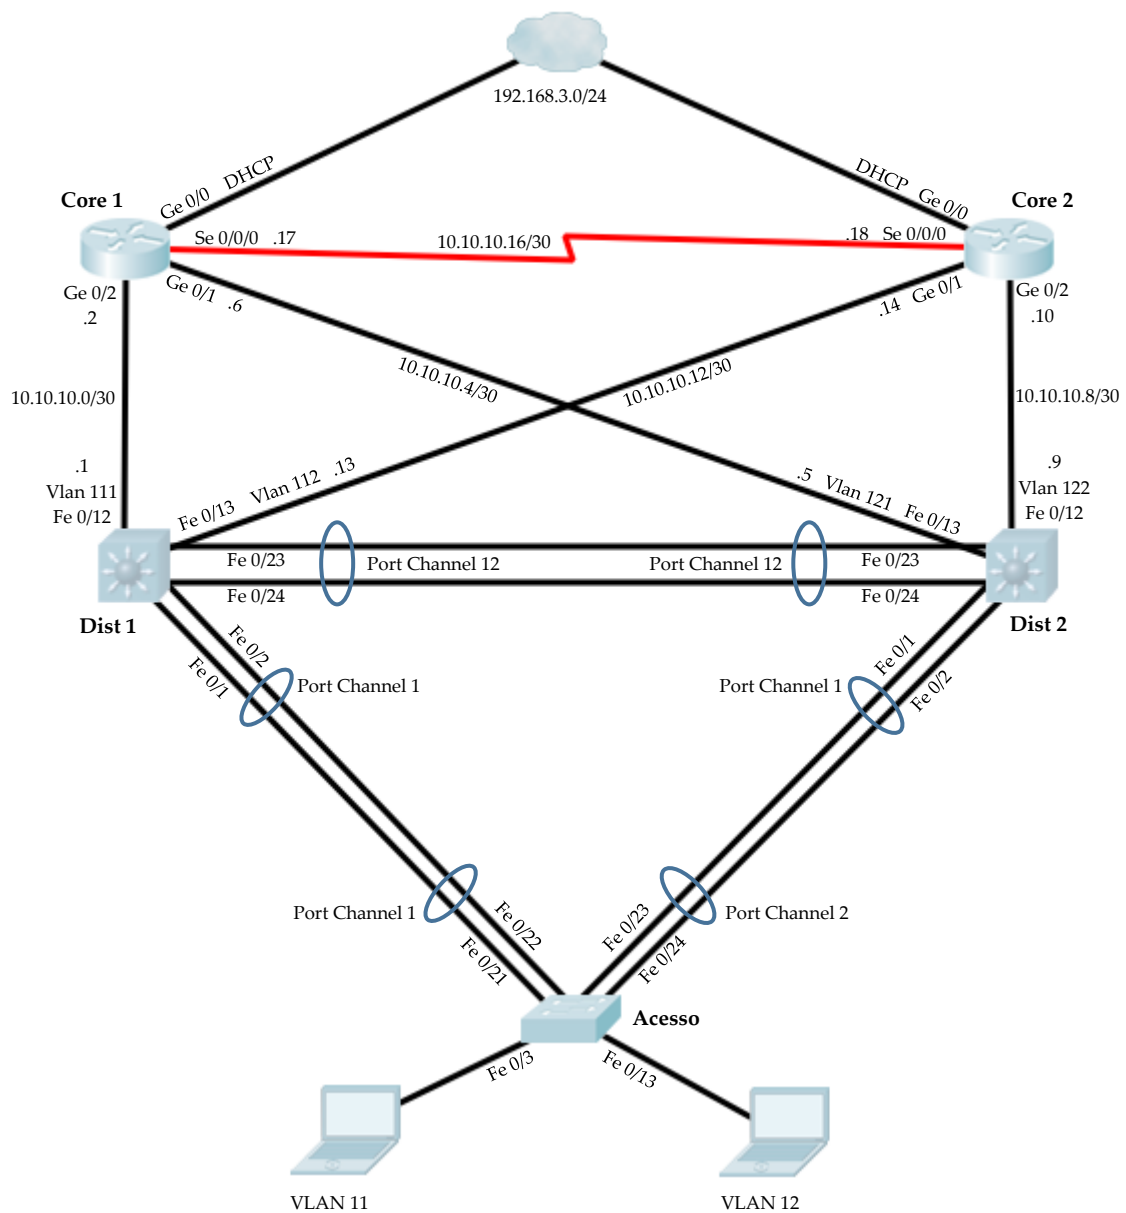 192.168.3.0/24
Ge 0/0 DHCP
DHCP Ge 0/0
Core 1
Core 2
Se 0/0/0 .17
10.10.10.16/30
.18 Se 0/0/0
Ge 0/2
.2
Ge 0/1 .6
.14 Ge 0/1
Ge 0/2
.10
10.10.10.0/30
10.10.10.4/30
10.10.10.12/30
10.10.10.8/30
.1
Vlan 111
Fe 0/12
Fe 0/13 Vlan 112 .13
.5 Vlan 121 Fe 0/13
.9
Vlan 122
Fe 0/12
Fe 0/23
Port Channel 12
Port Channel 12
Fe 0/23
Fe 0/24
Fe 0/24
Dist 1
Dist 2
Fe 0/2
Fe 0/1
Port Channel 1
Port Channel 1
Fe 0/1
Fe 0/2
Port Channel 1
Fe 0/22
Fe 0/21
Fe 0/23
Fe 0/24
Port Channel 2
Acesso
Fe 0/3
Fe 0/13
VLAN 11
VLAN 12